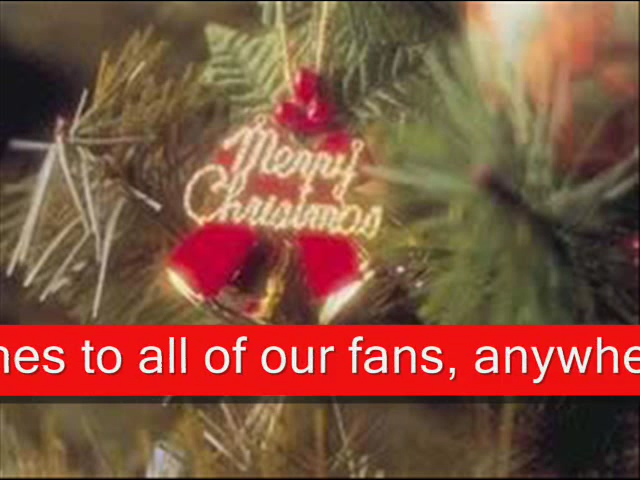 Merry
Christmas
nes to all of our fans, anywhe